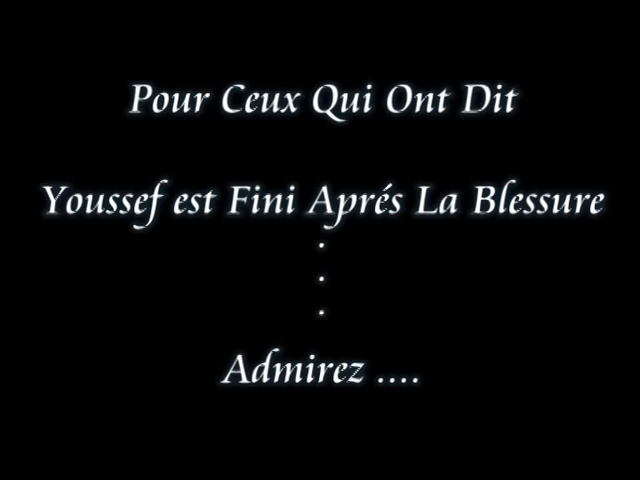 Pour Ceux Qui Ont Dit
Youssef est Fini Aprés La Blessure
.
.
.
Admirez ....